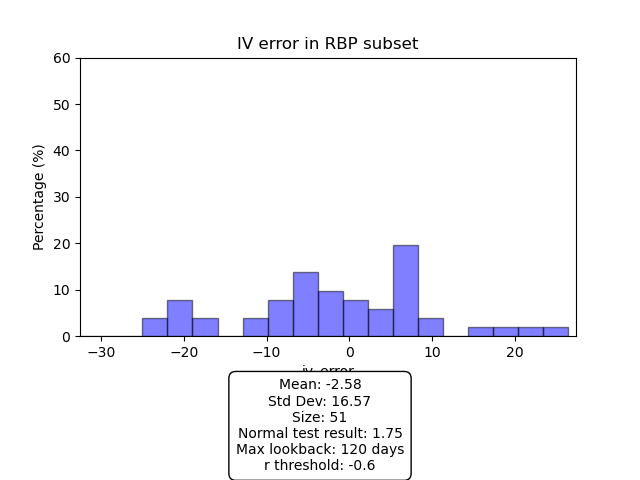 IV error in RBP subset
60
50
40
30
20
10
0
Percentage (%)
−30
−20
−10
0
10
20
iv_error
Mean: -2.58
Std Dev: 16.57
Size: 51
Normal test result: 1.75
Max lookback: 120 days
r threshold: -0.6